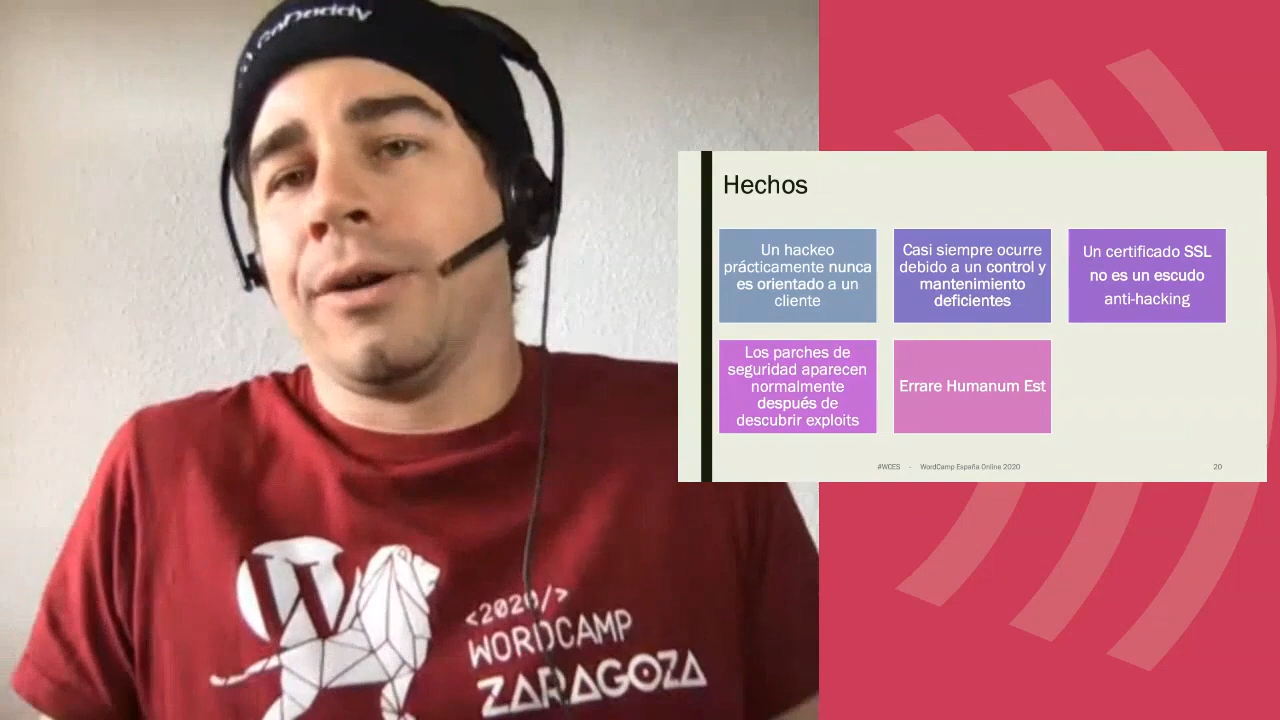 GoDaddy
Hechos
Un hackeo
prácticamente nunca
es orientado a un
cliente
Casi siempre ocurre
debido a un control y
mantenimiento
deficientes
Un certificado SSL
no es un escudo
anti-hacking
Los parches de
seguridad aparecen
normalmente
después de
descubrir exploits
Errare Humanum Est
#WCES - WordCamp España Online 2020
20
W
<2020/>
WORDCAMP
ZARAGOZA